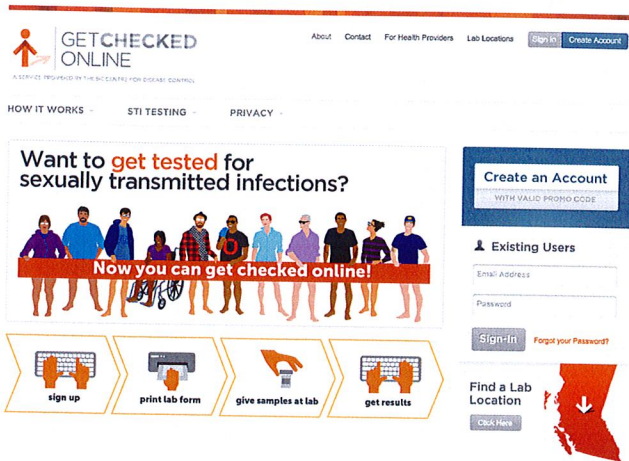 GETCHECKED
ONLINE
A SERVICE PROVIDED BY THE BC CENTRE FOR DISEASE CONTROL
About Contact For Health Providers Lab Locations Sign In Create Account
HOW IT WORKS STI TESTING PRIVACY
Want to get tested for
sexually transmitted infections?
Now you can get checked online!
sign up
print lab form
give samples at lab
get results
Create an Account
WITH VALID PROMO CODE
Existing Users
Email Address
Password
Sign-In Forgot your Password?
Find a Lab
Location
Click Here